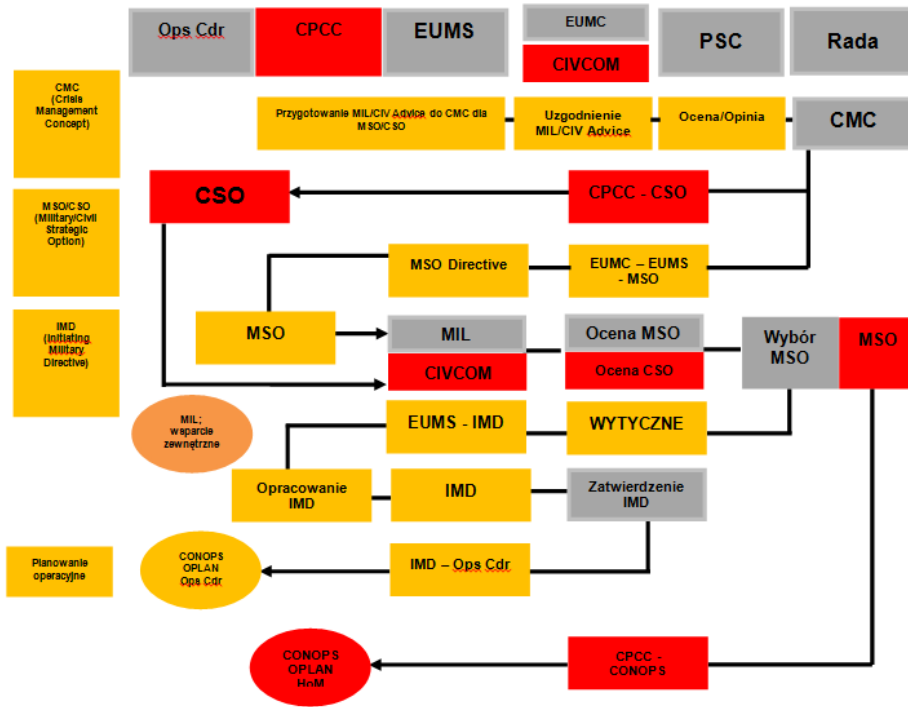 Ops Cdr
CPCC
EUMS
EUMC
CIVCOM
PSC
Rada
CMC
(Crisis
Management
Concept)
Przygotowanie MIL/CIV Advice do CMC dla
MSO/CSO
Uzgodnienie
MIL/CIV Advice
Ocena/Opinia
CMC
MSO/CSO
(Military/Civil
Strategic
Option)
CSO
CPCC - CSO
MSO Directive
EUMC – EUMS
- MSO
IMD
(Initiating
Military
Directive)
MSO
MIL
CIVCOM
Ocena MSO
Ocena CSO
Wybór
MSO
MSO
MIL;
wsparcie
zewnętrzne
EUMS - IMD
WYTYCZNE
Opracowanie
IMD
IMD
Zatwierdzenie
IMD
Planowanie
operacyjne
CONOPS
OPLAN
Ops Cdr
IMD – Ops Cdr
CONOPS
OPLAN
HoM
CPCC -
CONOPS